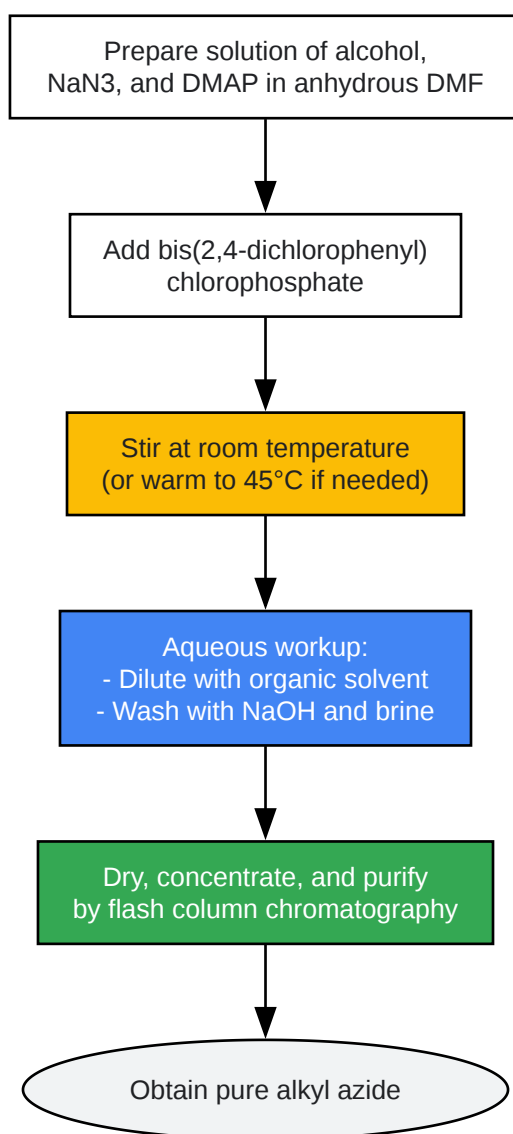 Prepare solution of alcohol,
NaN3, and DMAP in anhydrous DMF
Add bis(2,4-dichlorophenyl)
chlorophosphate
Stir at room temperature
(or warm to 45°C if needed)
Aqueous workup:
- Dilute with organic solvent
- Wash with NaOH and brine
Dry, concentrate, and purify
by flash column chromatography
Obtain pure alkyl azide